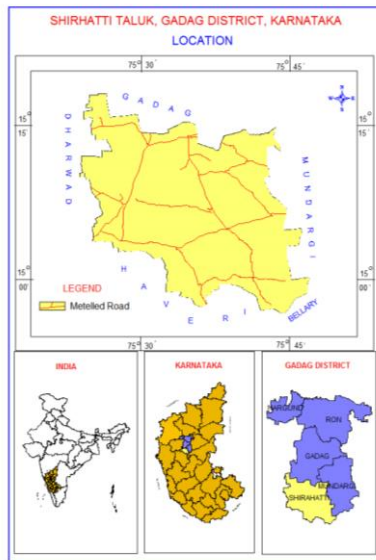 SHIRHATTI TALUK, GADAG DISTRICT, KARNATAKA
LOCATION
75° 30'
75° 45'
15° 15'
15° 15'
GADAG
DHARWAD
MUNDARGI
HAVERI
BELLARY
N
W E
S
15° 00'
15° 00'
LEGEND
Metelled Road
75° 30'
75° 45'
INDIA
KARNATAKA
GADAG DISTRICT
NARGOND
RON
GADAG
MUNDARGI
SHIRAHATTI